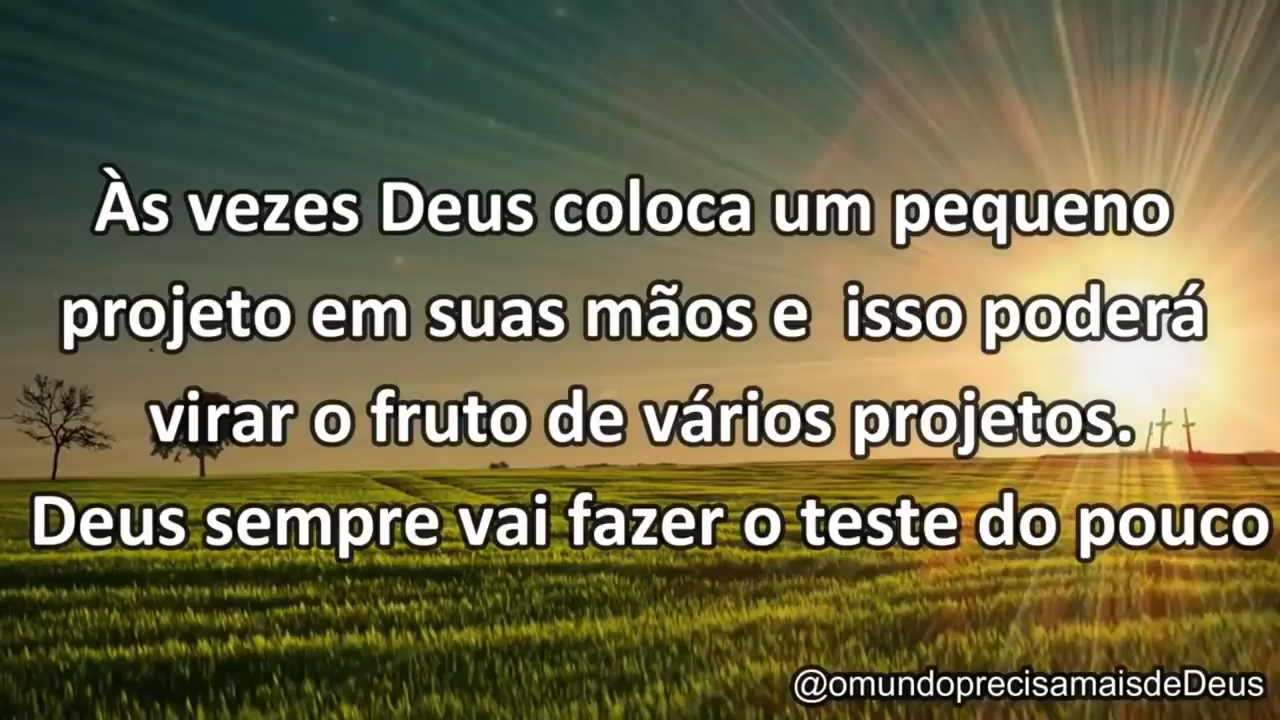 Às vezes Deus coloca um pequeno
projeto em suas mãos e  isso poderá
virar o fruto de vários projetos.
Deus sempre vai fazer o teste do pouco
@omundoprecisamaisdeDeus